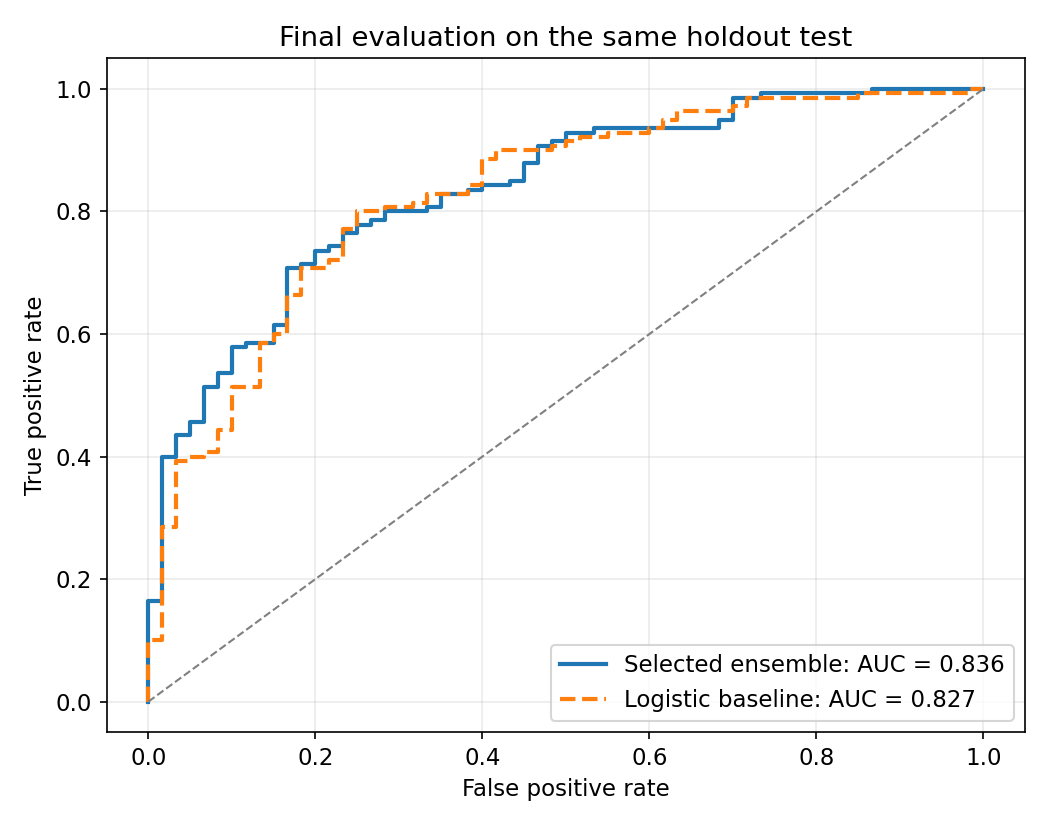 Final evaluation on the same holdout test
1.0
0.8
0.6
0.4
0.2
0.0
True positive rate
Selected ensemble: AUC = 0.836
Logistic baseline: AUC = 0.827
0.0 0.2 0.4 0.6 0.8 1.0
False positive rate